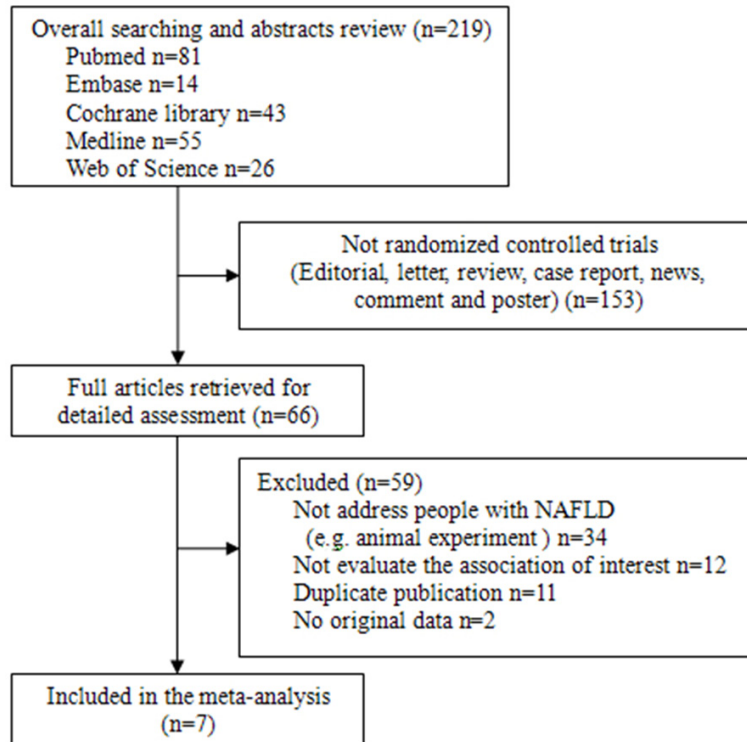 Overall searching and abstracts review (n=219)
Pubmed n=81
Embase n=14
Cochrane library n=43
Medline n=55
Web of Science n=26
Not randomized controlled trials
(Editorial, letter, review, case report, news,
comment and poster) (n=153)
Full articles retrieved for
detailed assessment (n=66)
Excluded (n=59)
Not address people with NAFLD
(e.g. animal experiment ) n=34
Not evaluate the association of interest n=12
Duplicate publication n=11
No original data n=2
Included in the meta-analysis
(n=7)